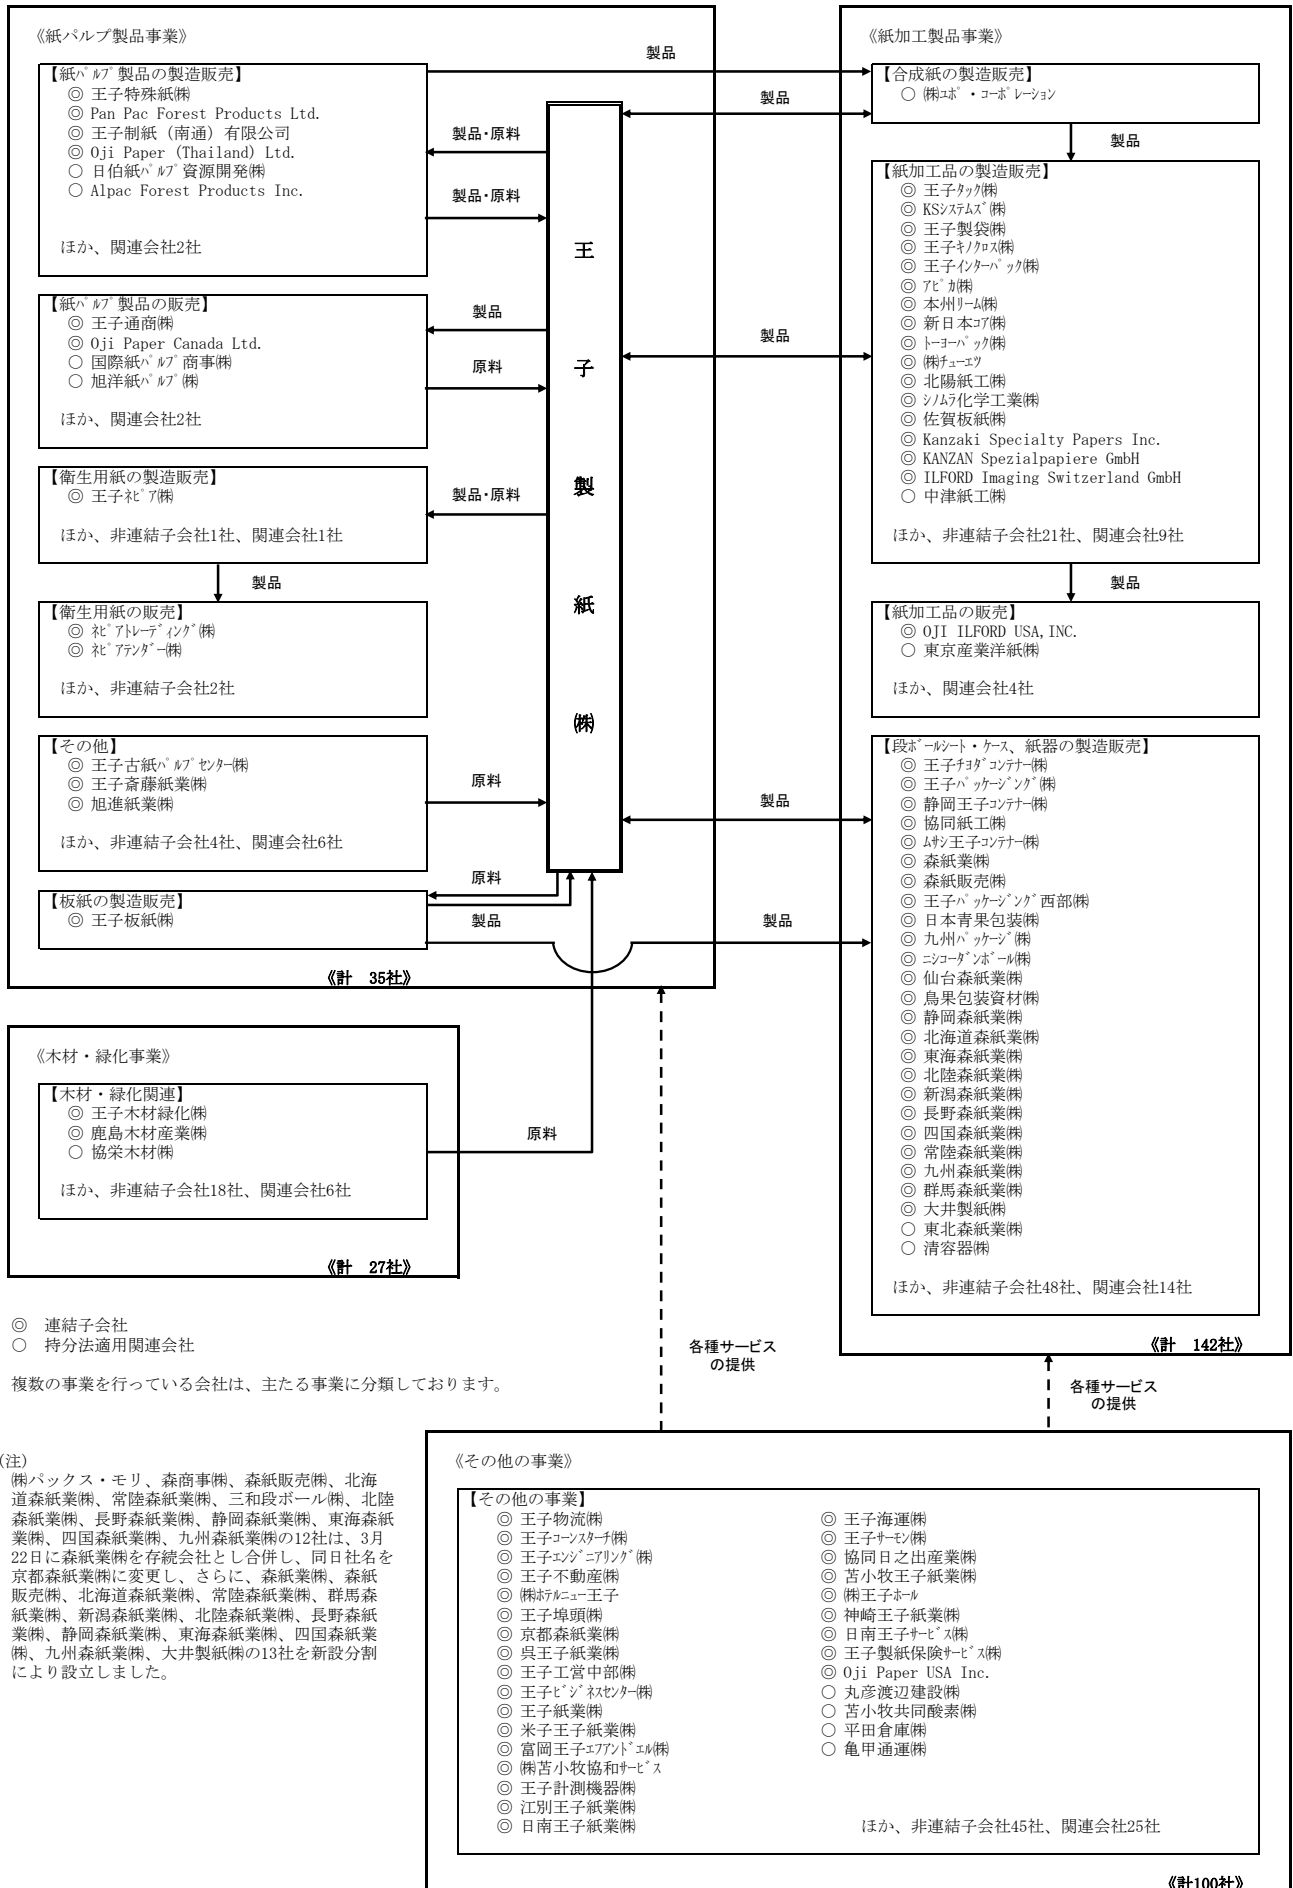 《紙パルプ製品事業》
【紙ﾊﾟﾙﾌﾟ製品の製造販売】
◎ 王子特殊紙㈱
◎ Pan Pac Forest Products Ltd.
◎ 王子制紙（南通）有限公司
◎ Oji Paper (Thailand) Ltd.
○ 日伯紙ﾊﾟﾙﾌﾟ資源開発㈱
○ Alpac Forest Products Inc.
ほか、関連会社2社
【紙ﾊﾟﾙﾌﾟ製品の販売】
◎ 王子通商㈱
◎ Oji Paper Canada Ltd.
○ 国際紙ﾊﾟﾙﾌﾟ商事㈱
○ 旭洋紙ﾊﾟﾙﾌﾟ㈱
ほか、関連会社2社
【衛生用紙の製造販売】
◎ 王子ﾈﾋﾟｱ㈱
ほか、非連結子会社1社、関連会社1社
製品
【衛生用紙の販売】
◎ ﾈﾋﾟｱﾄﾚｰﾃﾞｨﾝｸﾞ㈱
◎ ﾈﾋﾟｱﾃﾝﾀﾞｰ㈱
ほか、非連結子会社2社
【その他】
◎ 王子古紙ﾊﾟﾙﾌﾟｾﾝﾀｰ㈱
◎ 王子斎藤紙業㈱
◎ 旭進紙業㈱
ほか、非連結子会社4社、関連会社6社
【板紙の製造販売】
◎ 王子板紙㈱
《計　35社》
製品・原料
製品・原料
製品
原料
製品・原料
原料
原料
製品
王子製紙㈱
製品
製品
製品
製品
製品
《紙加工製品事業》
【合成紙の製造販売】
○ ㈱ﾕﾎﾟ・ｺｰﾎﾟﾚｰｼｮﾝ
製品
【紙加工品の製造販売】
◎ 王子ﾀｯｸ㈱
◎ KSｼｽﾃﾑｽﾞ㈱
◎ 王子製袋㈱
◎ 王子ｷﾉｸﾛｽ㈱
◎ 王子ｲﾝﾀｰﾊﾟｯｸ㈱
◎ ｱﾋﾟｶ㈱
◎ 本州ﾘｰﾑ㈱
◎ 新日本ｺｱ㈱
◎ ﾄｰﾖｰﾊﾟｯｸ㈱
◎ ㈱ﾁｭｰｴﾂ
◎ 北陽紙工㈱
◎ ｼﾉﾑﾗ化学工業㈱
◎ 佐賀板紙㈱
◎ Kanzaki Specialty Papers Inc.
◎ KANZAN Spezialpapiere GmbH
◎ ILFORD Imaging Switzerland GmbH
○ 中津紙工㈱
ほか、非連結子会社21社、関連会社9社
製品
【紙加工品の販売】
◎ OJI ILFORD USA,INC.
○ 東京産業洋紙㈱
ほか、関連会社4社
【段ﾎﾞｰﾙｼｰﾄ・ｹｰｽ、紙器の製造販売】
◎ 王子ﾁﾖﾀﾞｺﾝﾃﾅｰ㈱
◎ 王子ﾊﾟｯｹｰｼﾞﾝｸﾞ㈱
◎ 静岡王子ｺﾝﾃﾅｰ㈱
◎ 協同紙工㈱
◎ ﾑｻｼ王子ｺﾝﾃﾅｰ㈱
◎ 森紙業㈱
◎ 森紙販売㈱
◎ 王子ﾊﾟｯｹｰｼﾞﾝｸﾞ西部㈱
◎ 日本青果包装㈱
◎ 九州ﾊﾟｯｹｰｼﾞ㈱
◎ ﾆｼｺｰﾀﾞﾝﾎﾞｰﾙ㈱
◎ 仙台森紙業㈱
◎ 鳥果包装資材㈱
◎ 静岡森紙業㈱
◎ 北海道森紙業㈱
◎ 東海森紙業㈱
◎ 北陸森紙業㈱
◎ 新潟森紙業㈱
◎ 長野森紙業㈱
◎ 四国森紙業㈱
◎ 常陸森紙業㈱
◎ 九州森紙業㈱
◎ 群馬森紙業㈱
◎ 大井製紙㈱
○ 東北森紙業㈱
○ 清容器㈱
ほか、非連結子会社48社、関連会社14社
《計　142社》
《木材・緑化事業》
【木材・緑化関連】
◎ 王子木材緑化㈱
◎ 鹿島木材産業㈱
○ 協栄木材㈱
ほか、非連結子会社18社、関連会社6社
《計　27社》
原料
◎　連結子会社
○　持分法適用関連会社
複数の事業を行っている会社は、主たる事業に分類しております。
各種サービス
の提供
各種サービス
の提供
(注)
㈱パックス・モリ、森商事㈱、森紙販売㈱、北海
道森紙業㈱、常陸森紙業㈱、三和段ボール㈱、北陸
森紙業㈱、長野森紙業㈱、静岡森紙業㈱、東海森紙
業㈱、四国森紙業㈱、九州森紙業㈱の12社は、3月
22日に森紙業㈱を存続会社とし合併し、同日社名を
京都森紙業㈱に変更し、さらに、森紙業㈱、森紙
販売㈱、北海道森紙業㈱、常陸森紙業㈱、群馬森
紙業㈱、新潟森紙業㈱、北陸森紙業㈱、長野森紙
業㈱、静岡森紙業㈱、東海森紙業㈱、四国森紙業
㈱、九州森紙業㈱、大井製紙㈱の13社を新設分割
により設立しました。
《その他の事業》
【その他の事業】
◎ 王子物流㈱
◎ 王子ｺｰﾝｽﾀｰﾁ㈱
◎ 王子ｴﾝｼﾞﾆｱﾘﾝｸﾞ㈱
◎ 王子不動産㈱
◎ ㈱ﾎﾃﾙﾆｭｰ王子
◎ 王子埠頭㈱
◎ 京都森紙業㈱
◎ 呉王子紙業㈱
◎ 王子工営中部㈱
◎ 王子ﾋﾞｼﾞﾈｽｾﾝﾀｰ㈱
◎ 王子紙業㈱
◎ 米子王子紙業㈱
◎ 富岡王子ｴﾌｱﾝﾄﾞｴﾙ㈱
◎ ㈱苫小牧協和ｻｰﾋﾞｽ
◎ 王子計測機器㈱
◎ 江別王子紙業㈱
◎ 日南王子紙業㈱
◎ 王子海運㈱
◎ 王子ｻｰﾓﾝ㈱
◎ 協同日之出産業㈱
◎ 苫小牧王子紙業㈱
◎ ㈱王子ﾎｰﾙ
◎ 神崎王子紙業㈱
◎ 日南王子ｻｰﾋﾞｽ㈱
◎ 王子製紙保険ｻｰﾋﾞｽ㈱
◎ Oji Paper USA Inc.
○ 丸彦渡辺建設㈱
○ 苫小牧共同酸素㈱
○ 平田倉庫㈱
○ 亀甲通運㈱
ほか、非連結子会社45社、関連会社25社
《計100社》